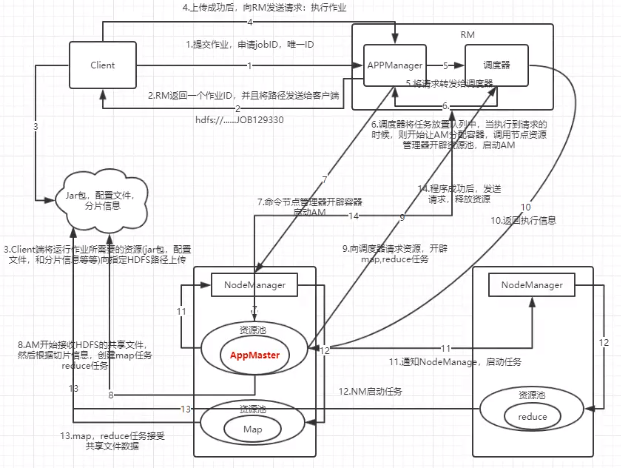 4.上传成功后，向RM发送请求：执行作业
4
RM
1.提交作业，申请jobID，唯一ID
Client
1
APPManager
5
调度器
5.将请求转发给调度器
2.RM返回一个作业ID，并且将路径发送给客户端
2
6
hdfs://......JOB129330
3
6.调度器将任务放置队列中，当执行到请求的
时候，则开始让AM分配容器，调用节点资源
管理器开辟资源池，启动AM
7
Jar包、配置文件，
分片信息
14.程序成功后，发送
请求，释放资源
7.命令节点管理器开辟容器
启动AM
14
9
10
10.返回执行信息
3.Client端将运行作业所需要的资源(jar包、配置
文件，和分片信息等等)向指定HDFS路径上传
9.向调度器请求资源，开辟
map,reduce任务
NodeManager
NodeManager
11
7
资源池
AppMaster
12
11
12
8.AM开始接收HDFS的共享文件，
然后根据切片信息，创建map任务
reduce任务
11.通知NodeManage，启动任务
13
8
12.NM启动任务
13
资源池
Map
资源池
reduce
13.map，reduce任务接受
共享文件数据